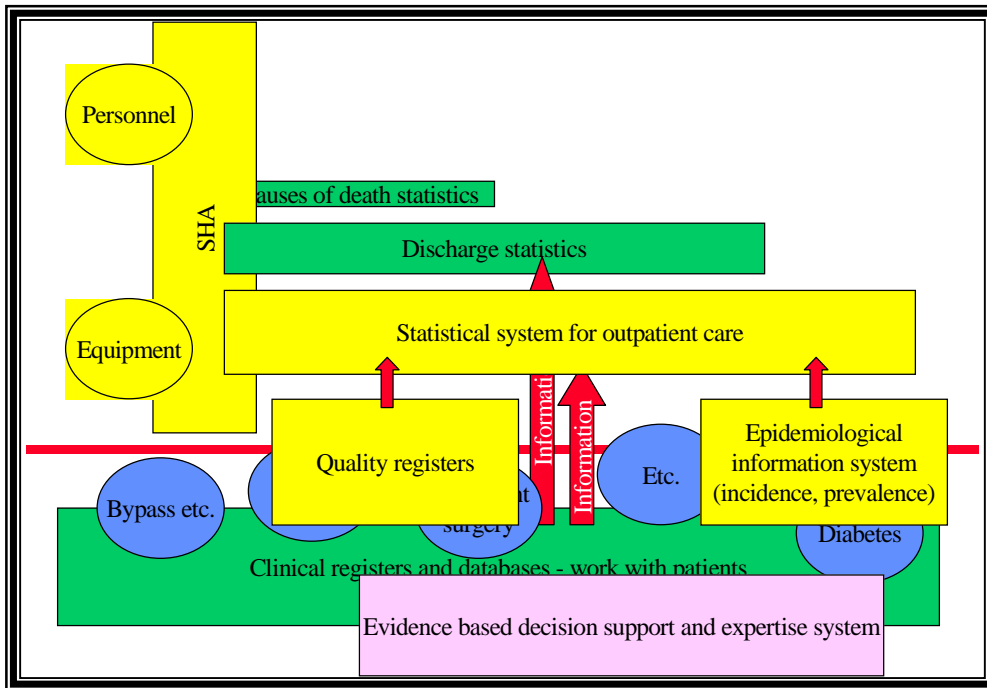 Personnel
SHA
auses of death statistics
Discharge statistics
Statistical system for outpatient care
Equipment
Informati
Information
Quality registers
Epidemiological
information system
(incidence, prevalence)
Etc.
Bypass etc.
nt
surgery
Diabetes
Clinical registers and databases - work with patients
Evidence based decision support and expertise system